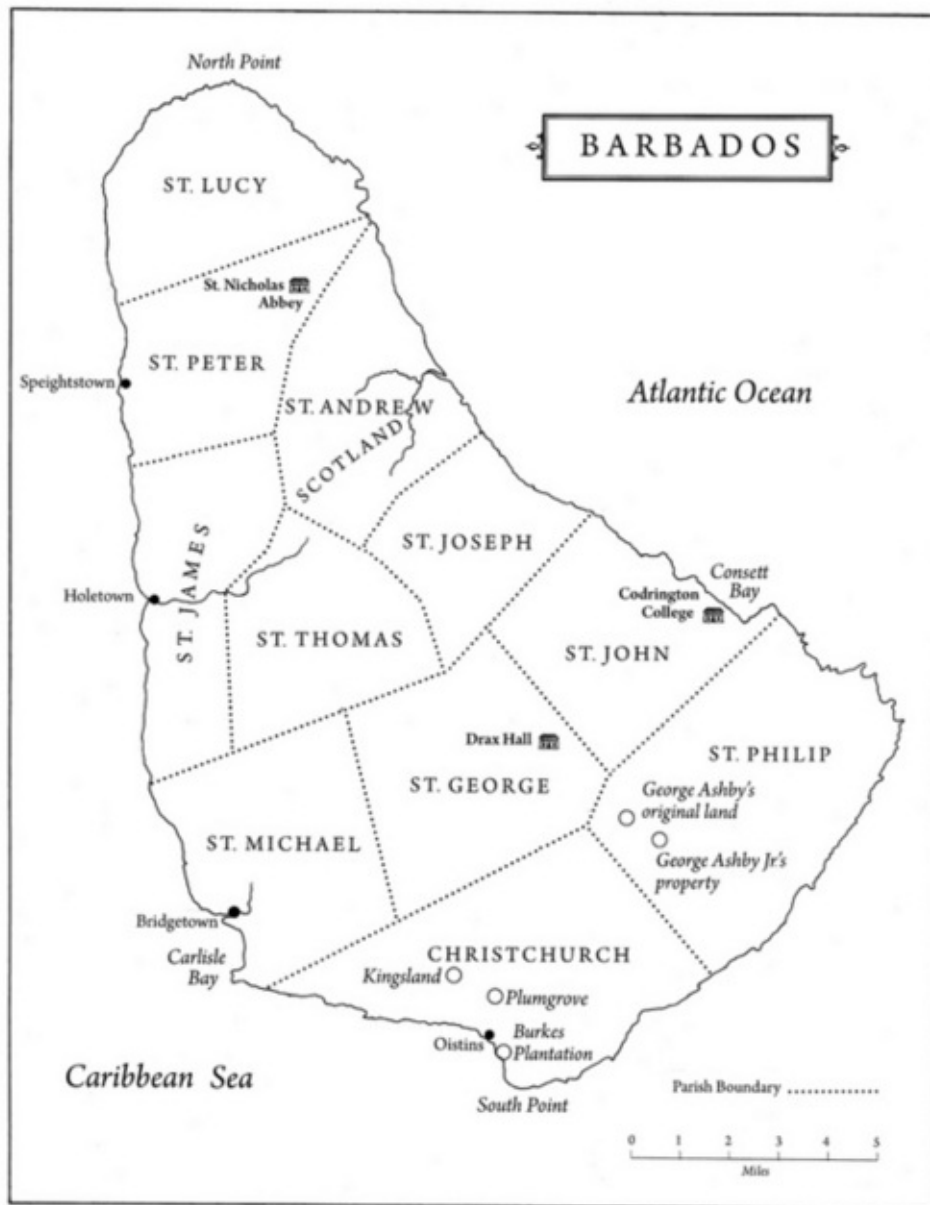 North Point
BARBADOS
ST. LUCY
St. Nicholas
Abbey
ST. PETER
Speightstown
ST. ANDREW
Atlantic Ocean
SCOTLAND
ST. JOSEPH
ST. JAMES
Holetown
Consett
Bay
Codrington
College
ST. THOMAS
ST. JOHN
Drax Hall
ST. PHILIP
ST. GEORGE
George Ashby's
original land
ST. MICHAEL
George Ashby Jr's
property
Bridgetown
CHRISTCHURCH
Carlisle
Bay
Kingsland
Plumgrove
Oistins
Burkes
Plantation
Caribbean Sea
South Point
Parish Boundary
0 1 2 3 4 5
Miles